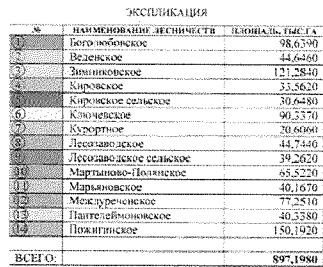 ЭКСПЛИКАЦИЯ
№ НАИМЕНОВАНИЕ ЛЕСНИЧЕСТВ ПЛОЩАДЬ, ТЫС.ГА
1 Боголюбовское 98,6390
2 Веденское 44,6460
3 Зимниковское 121,2840
4 Кировское 33,5620
5 Кировское сельское 30,6480
6 Ключевское 90,3370
7 Курортное 20,6060
8 Лесозаводское 44,7440
9 Лесозаводское сельское 39,2620
10 Мартыново-Полянское 65,5220
11 Марьяновское 40,1670
12 Междуреченское 77,2510
13 Пантелеймоновское 40,3380
14 Пожигинское 150,1920
ВСЕГО: 897,1980